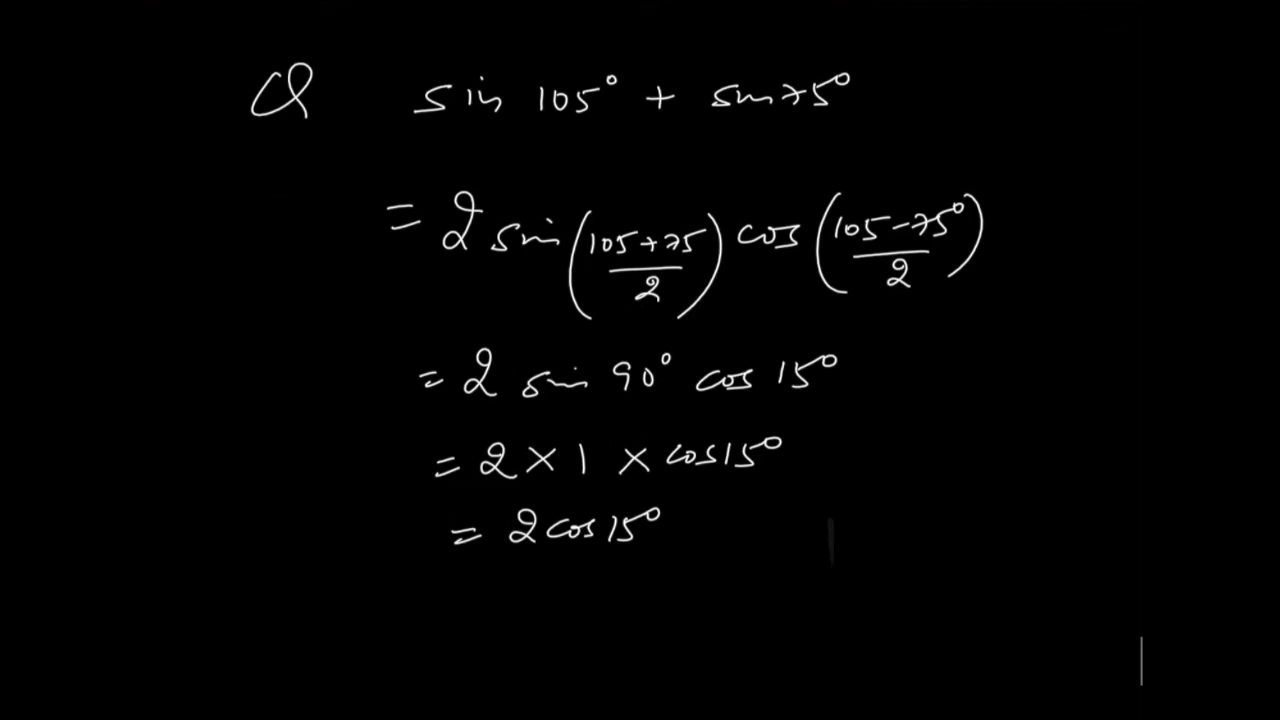 Q sin 105° + sin 75°
= 2 sin (105+75/2) cos (105-75°/2)
= 2 sin 90° cos 15°
= 2 × 1 × cos 15°
= 2 cos 15°